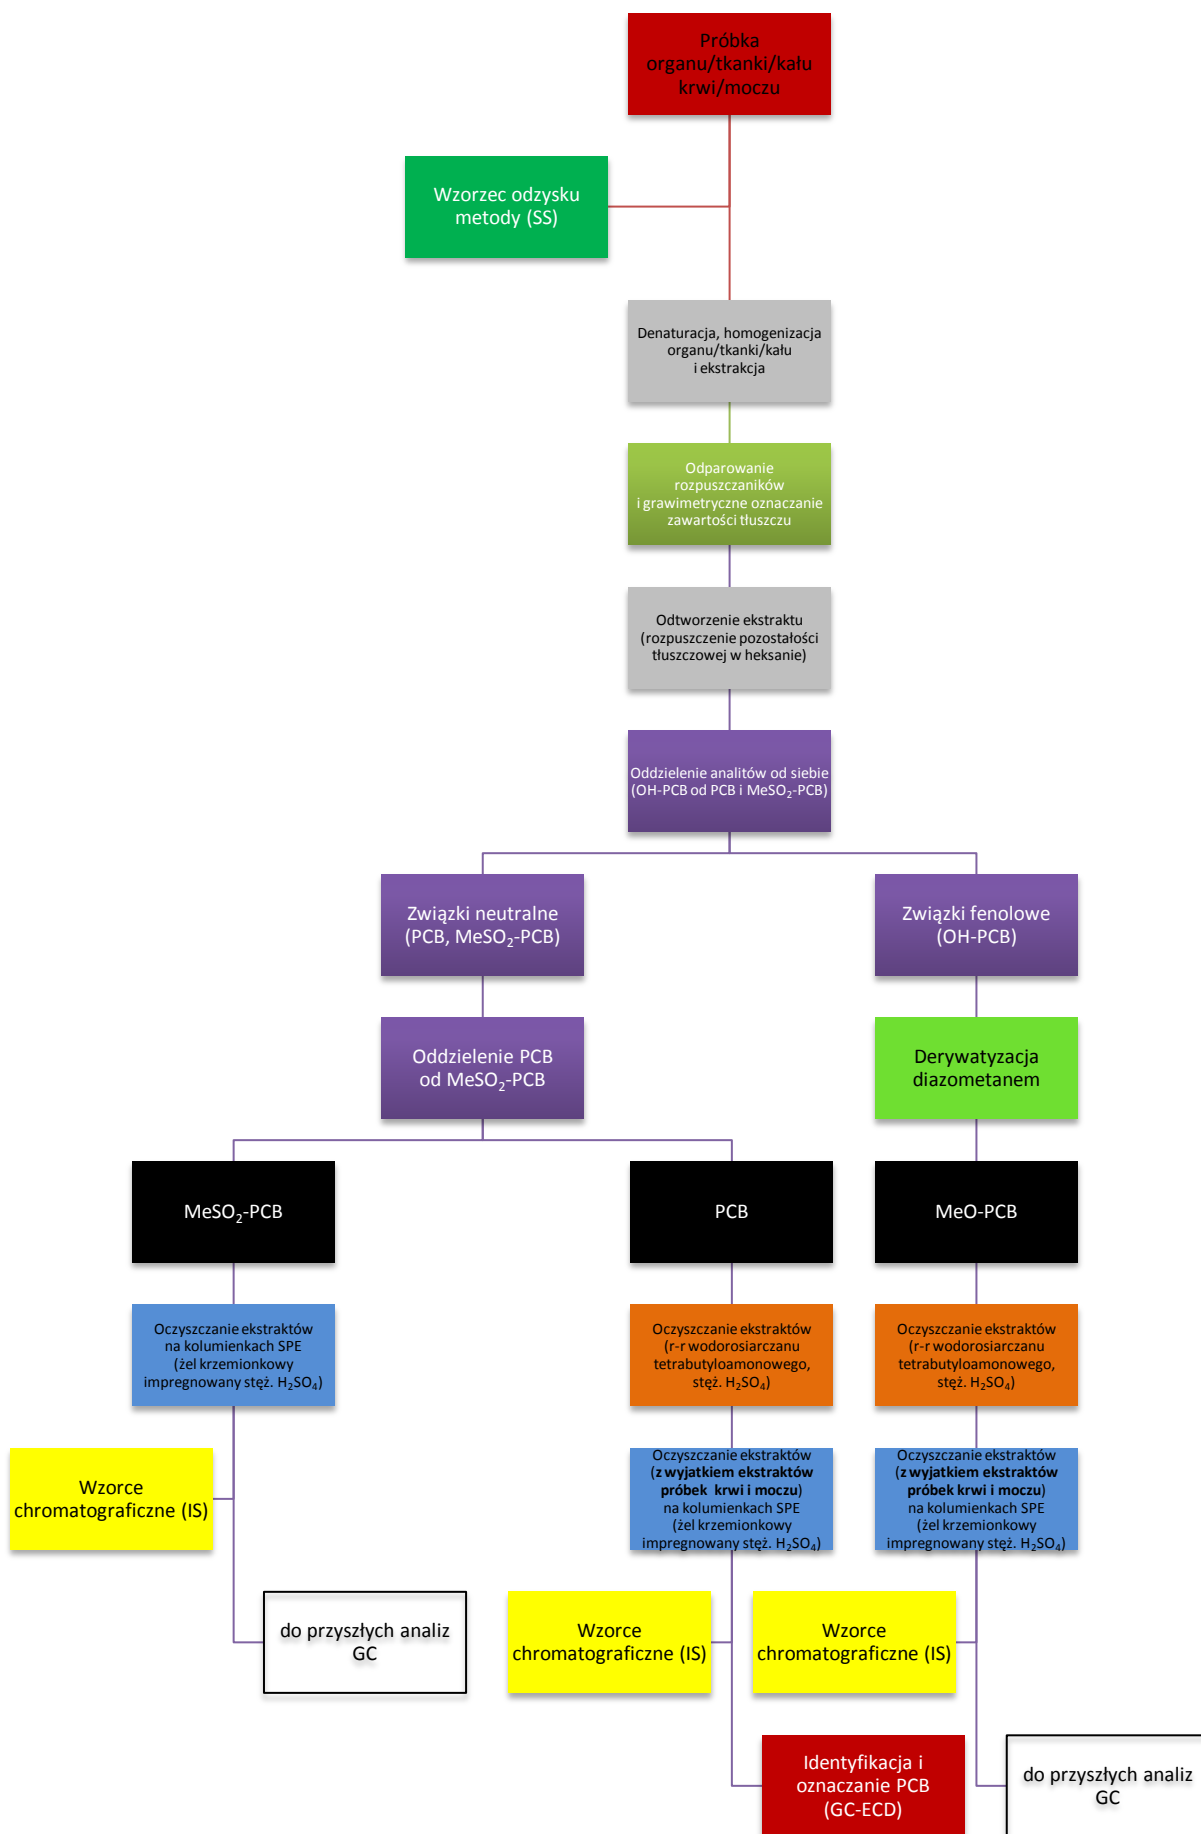 Próbka
organu/tkanki/kału
krwi/moczu
Wzorzec odzysku
metody (SS)
Denaturacja, homogenizacja
organu/tkanki/kału
i ekstrakcja
Odparowanie
rozpuszczaników
i grawimetryczne oznaczanie
zawartości tłuszczu
Odtworzenie ekstraktu
(rozpuszczenie pozostałości
tłuszczowej w heksanie)
Oddzielenie analitów od siebie
(OH-PCB od PCB i MeSO₂-PCB)
Związki neutralne
(PCB, MeSO₂-PCB)
Związki fenolowe
(OH-PCB)
Oddzielenie PCB
od MeSO₂-PCB
Derywatyzacja
diazometanem
MeSO₂-PCB
PCB
MeO-PCB
Oczyszczanie ekstraktów
na kolumienkach SPE
(żel krzemionkowy
impregnowany stęż. H₂SO₄)
Oczyszczanie ekstraktów
(r-r wodorosiarczanu
tetrabutyloamonowego,
stęż. H₂SO₄)
Oczyszczanie ekstraktów
(r-r wodorosiarczanu
tetrabutyloamonowego,
stęż. H₂SO₄)
Wzorce
chromatograficzne (IS)
Oczyszczanie ekstraktów
(z wyjatkiem ekstraktów
próbek krwi i moczu)
na kolumienkach SPE
(żel krzemionkowy
impregnowany stęż. H₂SO₄)
Oczyszczanie ekstraktów
(z wyjatkiem ekstraktów
próbek krwi i moczu)
na kolumienkach SPE
(żel krzemionkowy
impregnowany stęż. H₂SO₄)
do przyszłych analiz
GC
Wzorce
chromatograficzne (IS)
Wzorce
chromatograficzne (IS)
Identyfikacja i
oznaczanie PCB
(GC-ECD)
do przyszłych analiz
GC